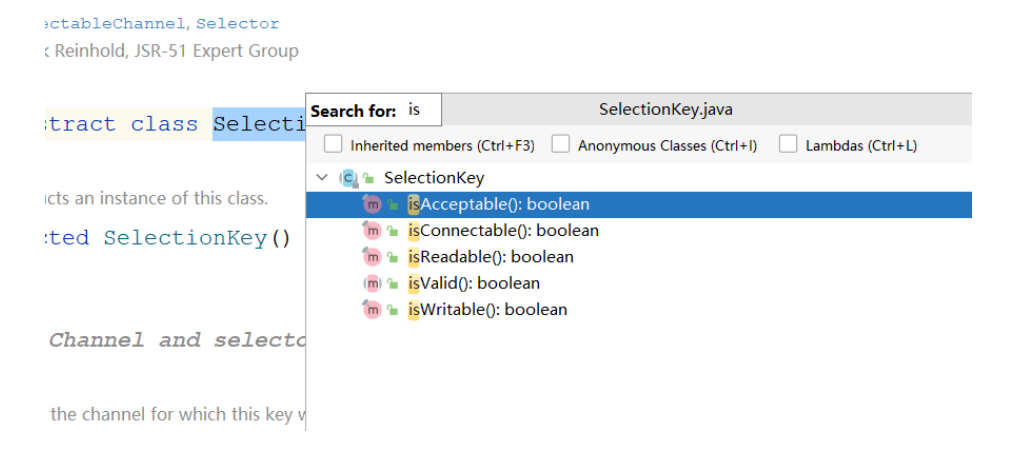 ectableChannel, Selector
Reinhold, JSR-51 Expert Group
Search for: is SelectionKey.java
tract class Selecti
Inherited members (Ctrl+F3) Anonymous Classes (Ctrl+I) Lambdas (Ctrl+L)
SelectionKey
cts an instance of this class.
isAcceptable(): boolean
cted SelectionKey()
isConnectable(): boolean
isReadable(): boolean
isValid(): boolean
isWritable(): boolean
Channel and selecto
the channel for which this key